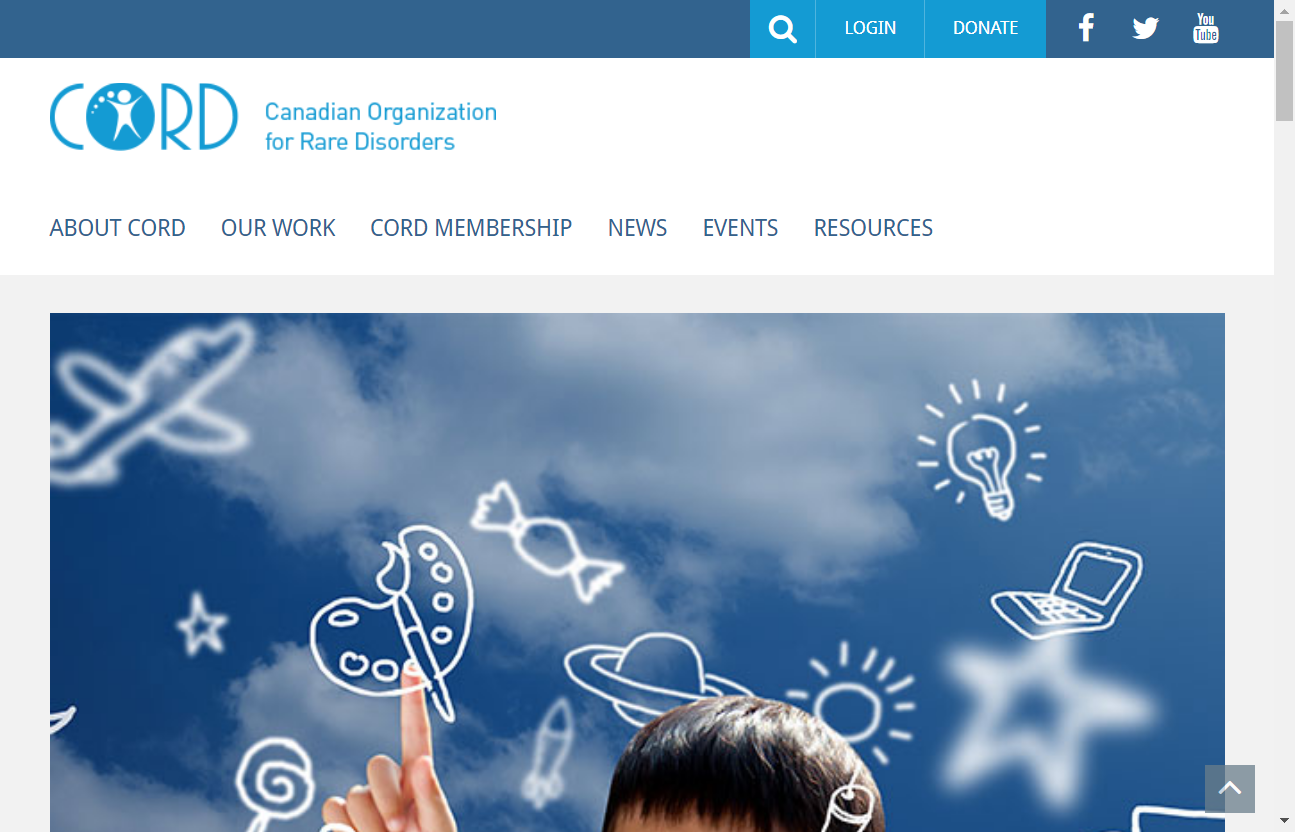 LOGIN
DONATE
You
Tube
CORD
Canadian Organization
for Rare Disorders
ABOUT CORD
OUR WORK
CORD MEMBERSHIP
NEWS
EVENTS
RESOURCES